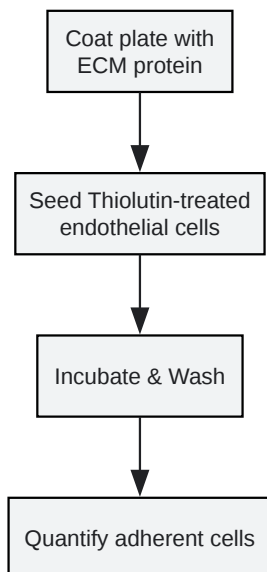 Coat plate with
ECM protein
Seed Thiolutin-treated
endothelial cells
Incubate & Wash
Quantify adherent cells